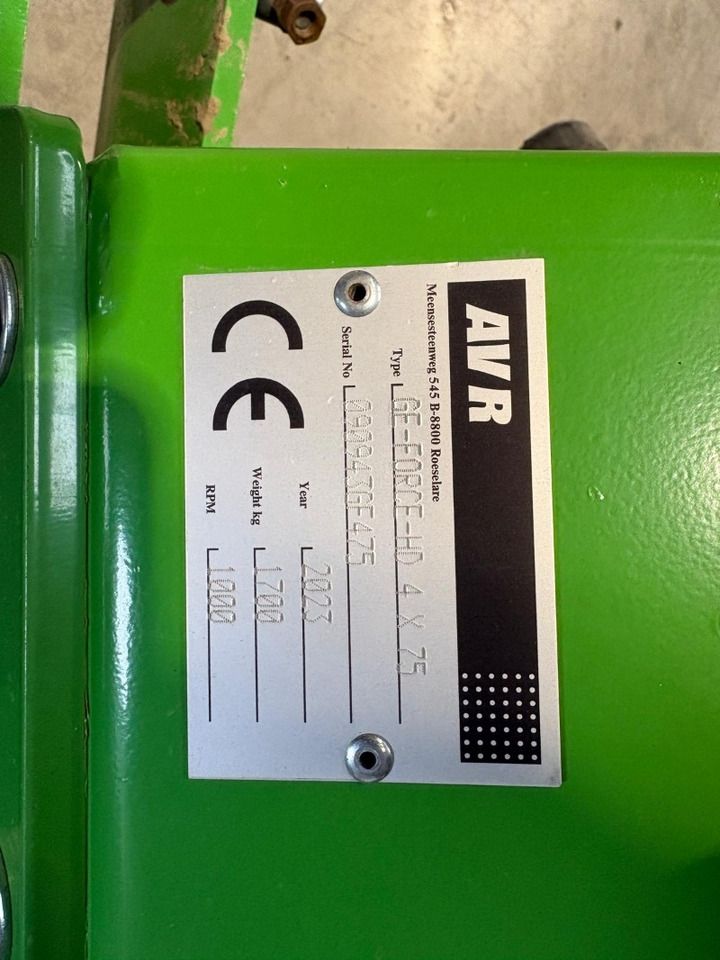 AVR
Meensesteenweg 545 B-8800 Roeselare
Type GE-FORCE-HD 4 X 75
Serial No 090943GF475
Year 2023
Weight kg 1700
RPM 1000
CE